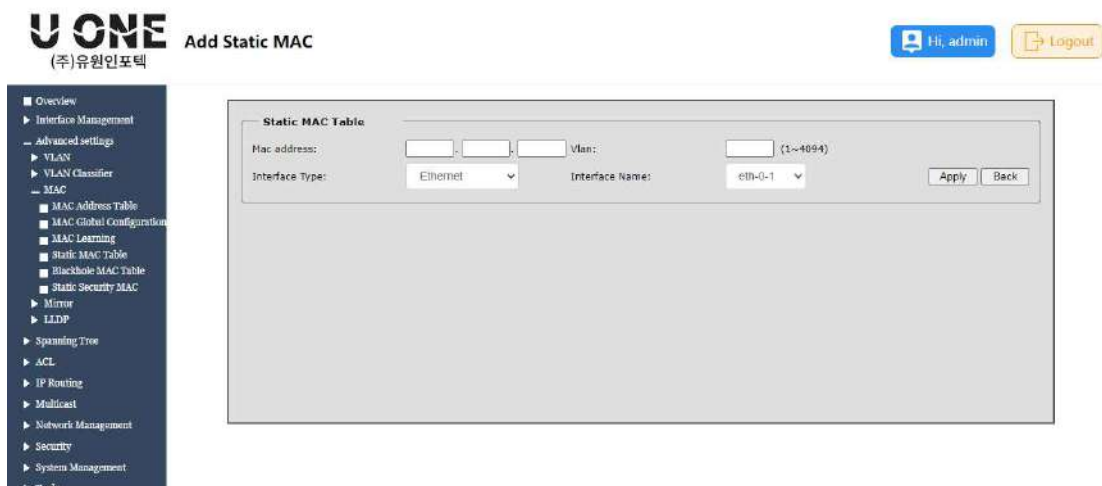 U ONE
(주)유원인포텍
Add Static MAC
Hi, admin
Logout
Overview
Interface Management
Advanced settings
VLAN
VLAN Classifier
MAC
MAC Address Table
MAC Global Configuration
MAC Learning
Static MAC Table
Blackhole MAC Table
Static Security MAC
Mirror
LLDP
Spanning Tree
ACL
IP Routing
Multicast
Network Management
Security
System Management
Static MAC Table
Mac address: . . Vlan: (1~4094)
Interface Type: Ethernet Interface Name: eth-0-1 Apply Back